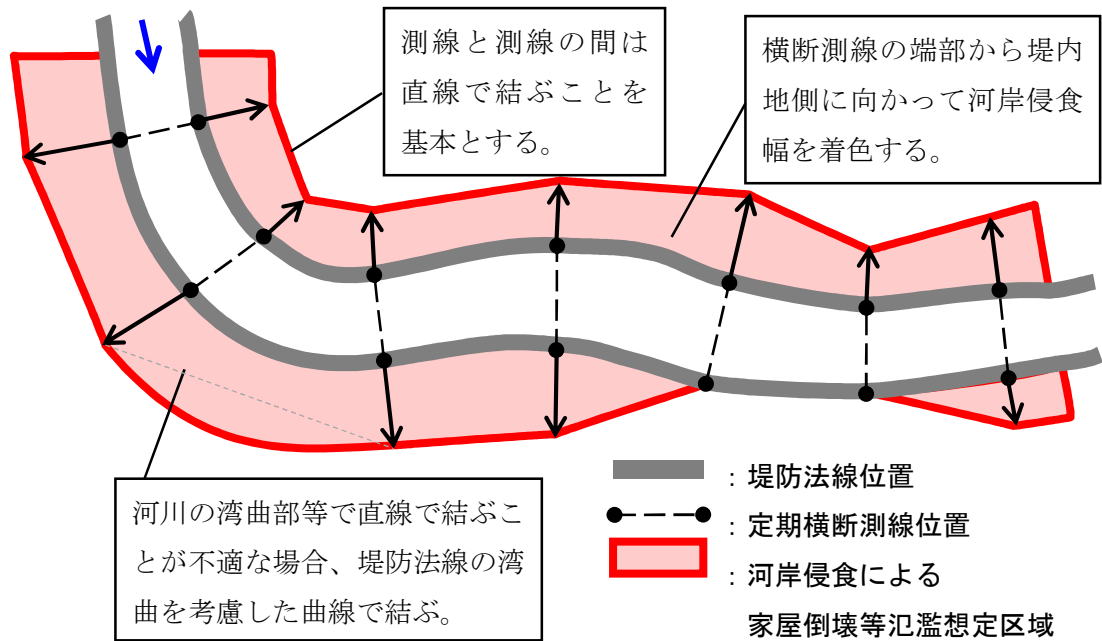 測線と測線の間は
直線で結ぶことを
基本とする。
横断測線の端部から堤内
地側に向かって河岸侵食
幅を着色する。
河川の湾曲部等で直線で結ぶこ
とが不適な場合、堤防法線の湾
曲を考慮した曲線で結ぶ。
：堤防法線位置
：定期横断測線位置
：河岸侵食による
家屋倒壊等氾濫想定区域